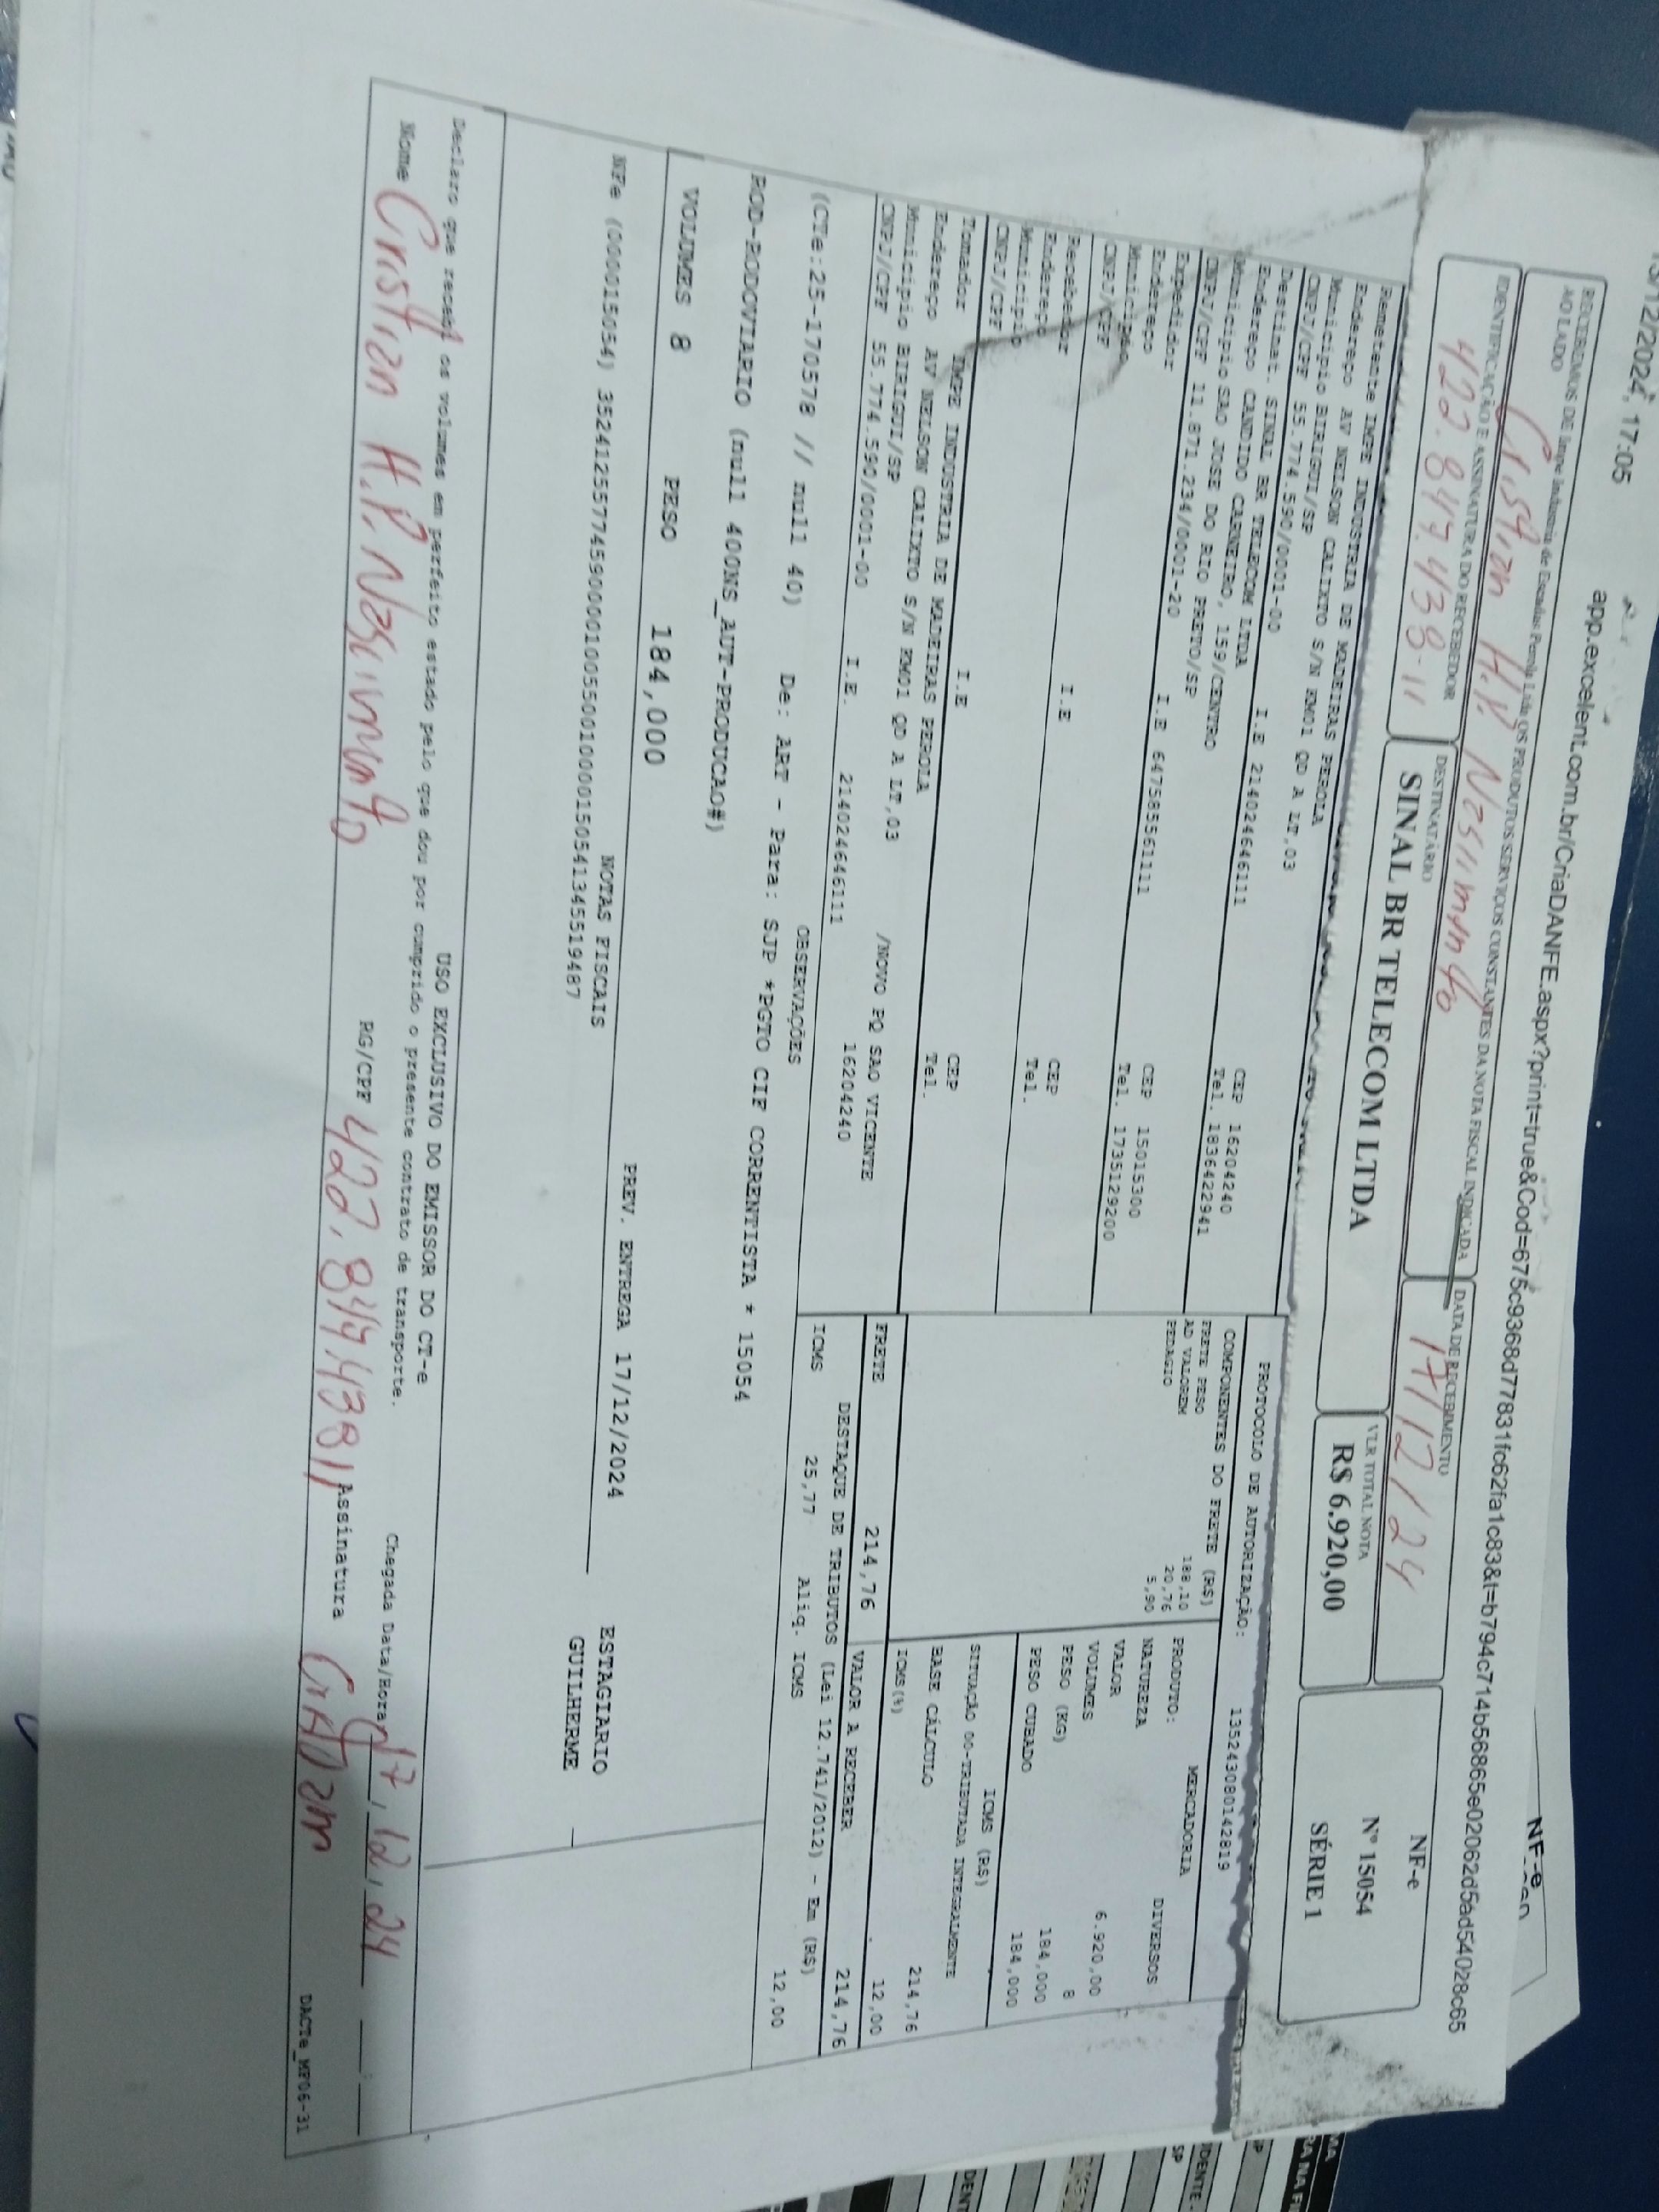 13/12/2024, 17:05
app.excelent.com.br/CriaDANFE.aspx?print=true&Cod=675c9368d77831fc62fa1c83&t=b794c714b56865e02062d5ad54028c65
NF-e
RECEBEMOS DE Impe Industria de Escadas Perola Ltda OS PRODUTOS/SERVIÇOS CONSTANTES DA NOTA FISCAL INDICADA
AO LADO
Cristian H.P. Nascimento
DATA DE RECEBIMENTO
17/12/24
IDENTIFICAÇÃO E ASSINATURA DO RECEBEDOR
422.849.438-11
DESTINATÁRIO
SINAL BR TELECOM LTDA
VLR TOTAL NOTA
R$ 6.920,00
NF-e
Nº 15054
SÉRIE 1
Remetente IMPE INDUSTRIA DE MADEIRAS PEROLA
Endereço AV NELSON CALIXTO S/N KM01 QD A LT,03
Municipio BIRIGUI/SP CEP 16204240
CNPJ/CPF 55.774.590/0001-00 I.E 214024646111 Tel. 1836422941
Destinat. SINAL BR TELECOM LTDA
Endereço CANDIDO CARNEIRO, 159/CENTRO
Municipio SAO JOSE DO RIO PRETO/SP CEP 15015300
CNPJ/CPF 11.871.234/0001-20 I.E 647585561111 Tel. 1735129200
Expedidor
Endereço
Municipio CEP
CNPJ/CPF I.E Tel.
Recebedor
Endereço
Municipio CEP
CNPJ/CPF I.E Tel.
Tomador IMPE INDUSTRIA DE MADEIRAS PEROLA
Endereço AV NELSON CALIXTO S/N KM01 QD A LT,03 /NOVO PQ SAO VICENTE
Municipio BIRIGUI/SP 16204240
CNPJ/CPF 55.774.590/0001-00 I.E. 214024646111
PROTOCOLO DE AUTORIZAÇÃO: 135243080142819
COMPONENTES DO FRETE (R$)
FRETE PESO 188,10
AD VALOREM 20,76
PEDAGIO 5,90
MERCADORIA
PRODUTO:
NATUREZA DIVERSOS
VALOR 6.920,00
VOLUMES 8
PESO (KG) 184,000
PESO CUBADO 184,000
ICMS (R$)
SITUAÇÃO 00-TRIBUTADA INTEGRALMENTE
BASE CÁLCULO 214,76
ICMS(%) 12,00
FRETE 214,76 VALOR A RECEBER 214,76
DESTAQUE DE TRIBUTOS (Lei 12.741/2012) - Em (R$)
ICMS 25,77 Aliq. ICMS 12,00
OBSERVAÇÕES
(CTe:25-170578 // null 40) De: ART - Para: SJP *PGTO CIF CORRENTISTA * 15054
ROD-RODOVIARIO (null 400NS_AUT-PRODUCAO#)
VOLUMES 8 PESO 184,000 PREV. ENTREGA 17/12/2024
ESTAGIARIO
GUILHERME
NOTAS FISCAIS
NFe (000015054) 35241255774590000100550010000150541345519487
USO EXCLUSIVO DO EMISSOR DO CT-e
Declaro que recebi os volumes em perfeito estado pelo que dou por cumprido o presente contrato de transporte.
Chegada Data/Hora 17,12,24 __:__
Nome Cristian H.P. Nascimento RG/CPF 422.849.43811 Assinatura Cristian
DACTe_MF06-31